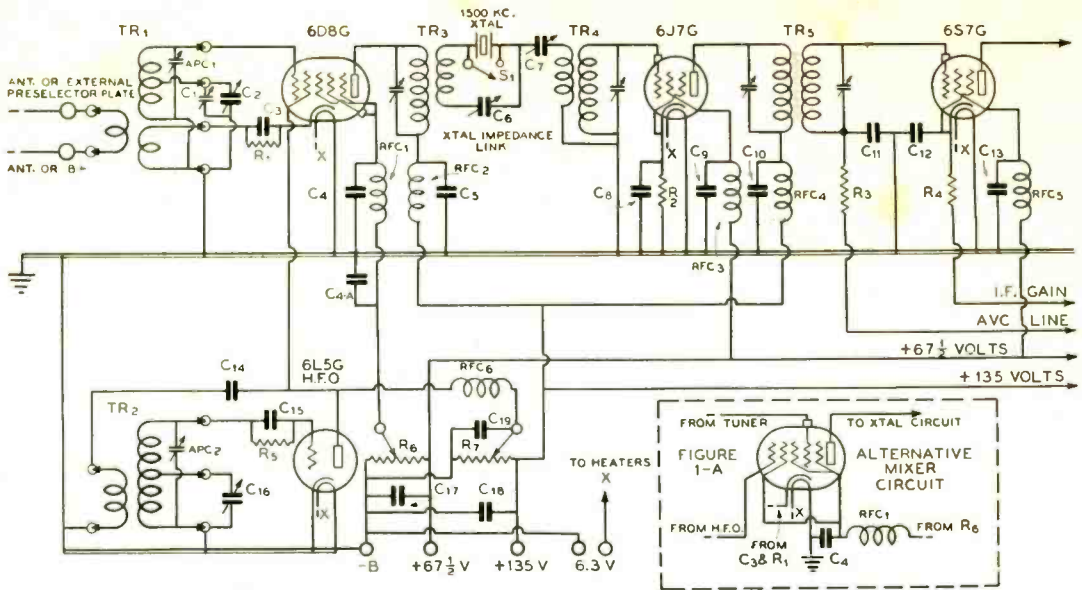 TR1
6D8G
1500 KC.
XTAL
TR3
S1
C7
TR4
6J7G
TR5
6S7G
APC1
C1
C2
C3
R1
ANT. OR EXTERNAL
PRESELECTOR PLATE
ANT. OR B+
X
C6
XTAL IMPEDANCE
LINK
RFC1
RFC2
C4
C5
X
C8
R2
C9
C10
RFC4
RFC3
C11
C12
R3
X
R4
C13
RFC5
C4-A
I.F. GAIN
AVC LINE
+67½ VOLTS
+135 VOLTS
C14
6L5G
H.F.O
TR2
C15
R5
APC2
C16
X
RFC6
C19
R6
R7
C17
C18
TO HEATERS
X
-B
+67½ V
+135 V
6.3 V
FROM TUNER
TO XTAL CIRCUIT
FIGURE
1-A
ALTERNATIVE
MIXER
CIRCUIT
X
RFC1
FROM H.F.O.
FROM
C3 & R1
C4
FROM R6